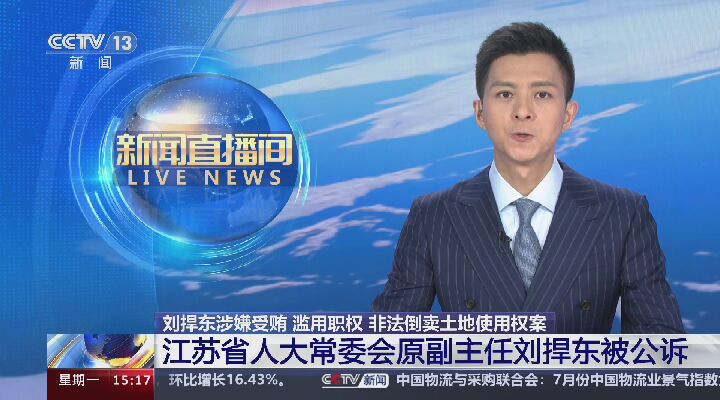 CCTV 13
新闻
新闻直播间
LIVE NEWS
刘捍东涉嫌受贿 滥用职权 非法倒卖土地使用权案
江苏省人大常委会原副主任刘捍东被公诉
星期一 15:17 环比增长16.43%。 CCTV新闻 中国物流与采购联合会：7月份中国物流业景气指数